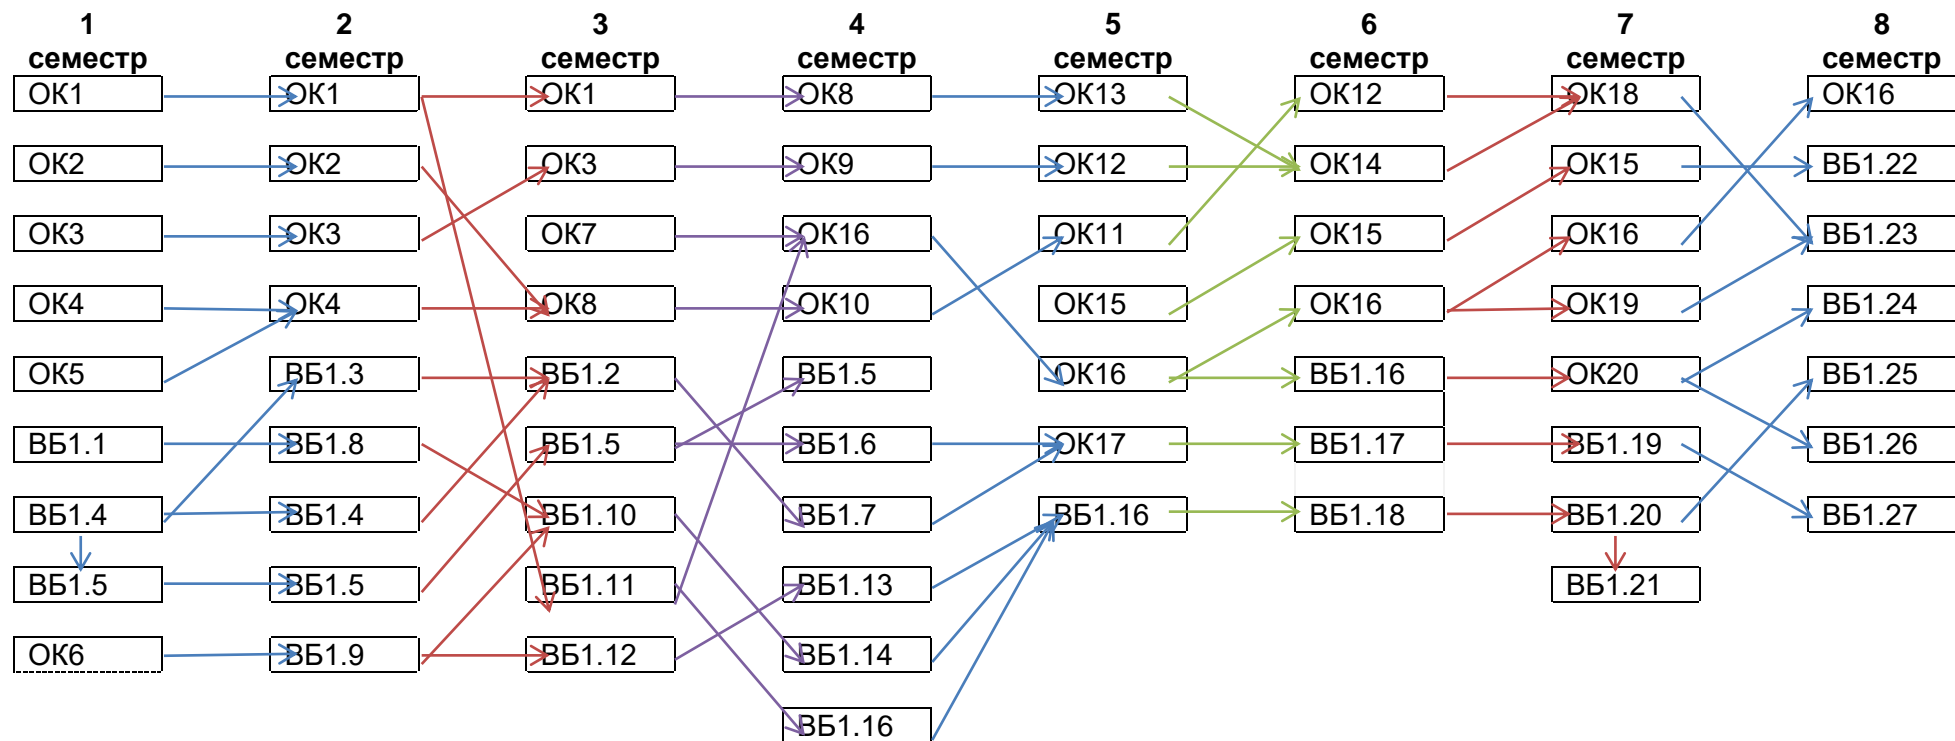 1 2 3 4 5 6 7 8
семестр семестр семестр семестр семестр семестр семестр семестр
ОК1 ОК1 ОК1 ОК8 ОК13 ОК12 ОК18 ОК16
ОК2 ОК2 ОК3 ОК9 ОК12 ОК14 ОК15 ВБ1.22
ОК3 ОК3 ОК7 ОК16 ОК11 ОК15 ОК16 ВБ1.23
ОК4 ОК4 ОК8 ОК10 ОК15 ОК16 ОК19 ВБ1.24
ОК5 ВБ1.3 ВБ1.2 ВБ1.5 ОК16 ВБ1.16 ОК20 ВБ1.25
ВБ1.1 ВБ1.8 ВБ1.5 ВБ1.6 ОК17 ВБ1.17 ВБ1.19 ВБ1.26
ВБ1.4 ВБ1.4 ВБ1.10 ВБ1.7 ВБ1.16 ВБ1.18 ВБ1.20 ВБ1.27
ВБ1.5 ВБ1.5 ВБ1.11 ВБ1.13 ВБ1.21
ОК6 ВБ1.9 ВБ1.12 ВБ1.14
ВБ1.16